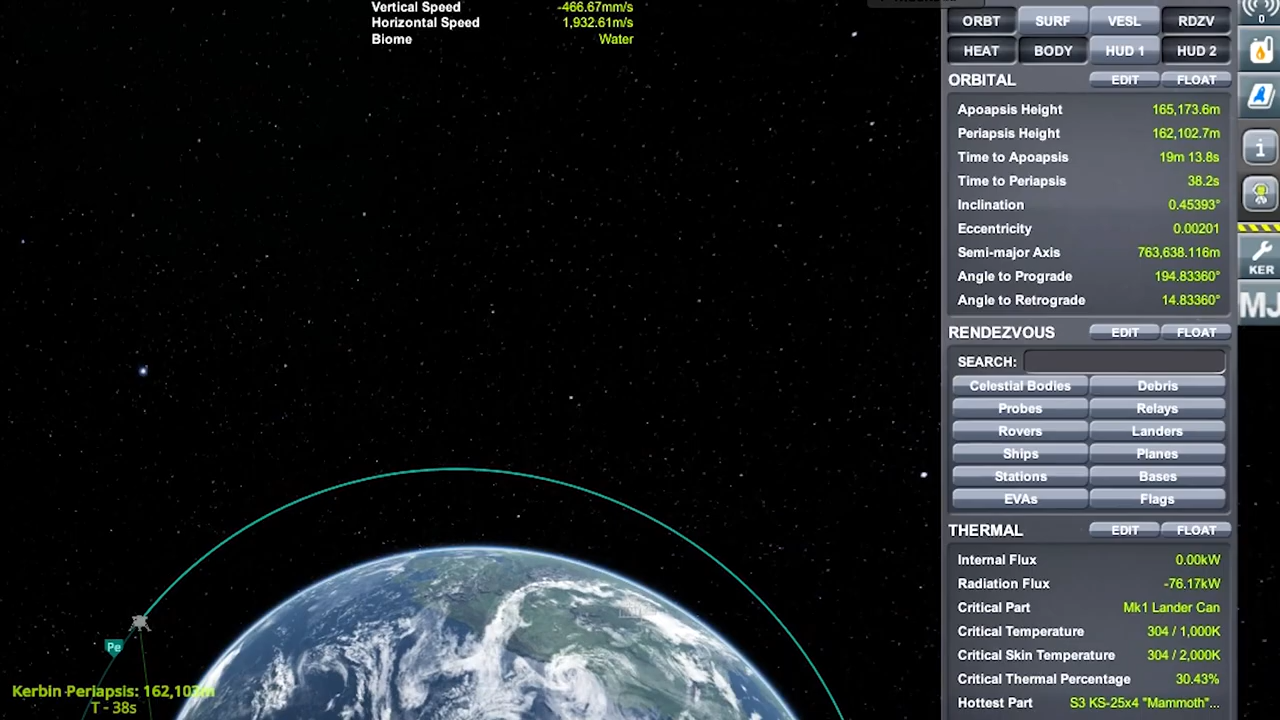 Vertical Speed -466.67mm/s
Horizontal Speed 1,932.61m/s
Biome Water
ORBT SURF VESL RDZV
HEAT BODY HUD 1 HUD 2
ORBITAL EDIT FLOAT
Apoapsis Height 165,173.6m
Periapsis Height 162,102.7m
Time to Apoapsis 19m 13.8s
Time to Periapsis 38.2s
Inclination 0.45393°
Eccentricity 0.00201
Semi-major Axis 763,638.116m
Angle to Prograde 194.83360°
Angle to Retrograde 14.83360°
RENDEZVOUS EDIT FLOAT
SEARCH:
Celestial Bodies Debris
Probes Relays
Rovers Landers
Ships Planes
Stations Bases
EVAs Flags
THERMAL EDIT FLOAT
Internal Flux 0.00kW
Radiation Flux -76.17kW
Critical Part Mk1 Lander Can
Critical Temperature 304 / 1,000K
Critical Skin Temperature 304 / 2,000K
Critical Thermal Percentage 30.43%
Hottest Part S3 KS-25x4 "Mammoth"...
0
i
KER
MJ
Pe
Kerbin Periapsis: 162,103m
T - 38s